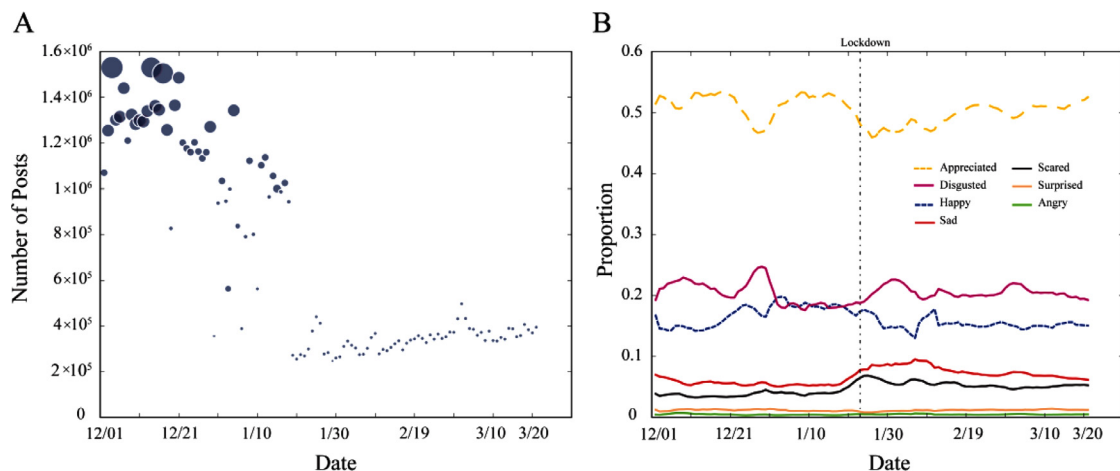 A
Number of Posts
1.6×10⁶
1.4×10⁶
1.2×10⁶
1×10⁶
8×10⁵
6×10⁵
4×10⁵
2×10⁵
0
12/01 12/21 1/10 1/30 2/19 3/10 3/20
Date
B
Lockdown
Proportion
0.6
0.5
0.4
0.3
0.2
0.1
0
Appreciated Scared
Disgusted Surprised
Happy Angry
Sad
12/01 12/21 1/10 1/30 2/19 3/10 3/20
Date